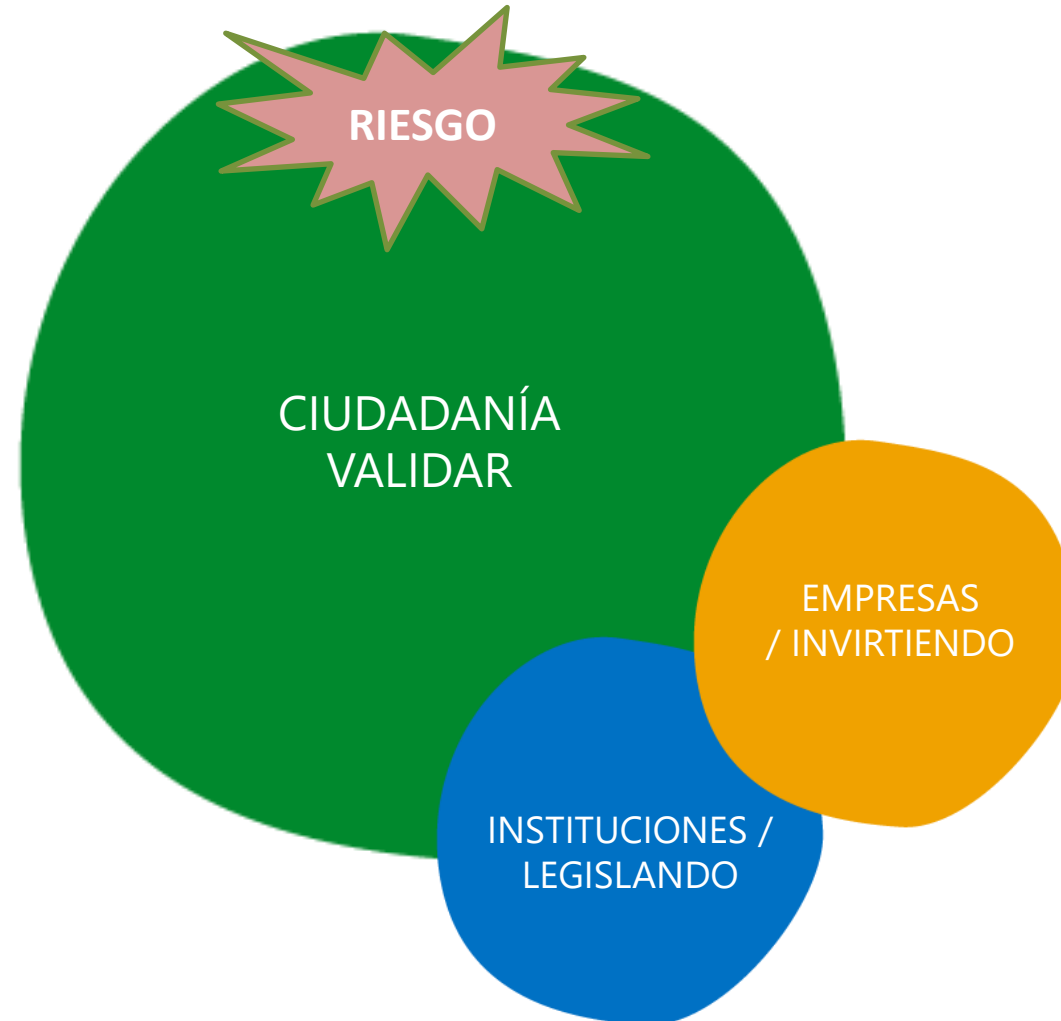 RIESGO
CIUDADANÍA
VALIDAR
EMPRESAS
/ INVIRTIENDO
INSTITUCIONES /
LEGISLANDO